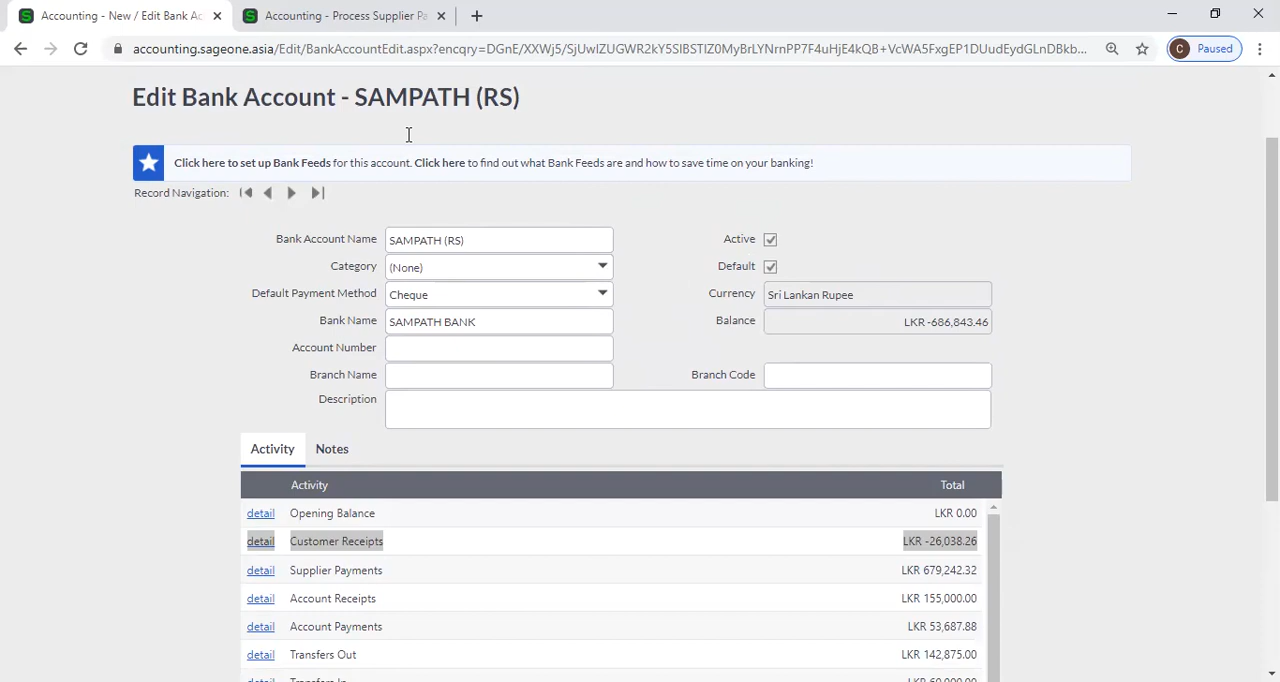 Accounting - New / Edit Bank Ac
Accounting - Process Supplier Pa
accounting.sageone.asia/Edit/BankAccountEdit.aspx?encqry=DGnE/XXWj5/SjUwIZUGWR2kY5SIBSTIZ0MyBrLYNrnPP7F4uHjE4kQB+VcWA5FxgEP1DUudEydGLnDBkb...
C Paused
Edit Bank Account - SAMPATH (RS)
Click here to set up Bank Feeds for this account. Click here to find out what Bank Feeds are and how to save time on your banking!
Record Navigation:
Bank Account Name SAMPATH (RS) Active
Category (None) Default
Default Payment Method Cheque Currency Sri Lankan Rupee
Bank Name SAMPATH BANK Balance LKR -686,843.46
Account Number
Branch Name Branch Code
Description
Activity Notes
Activity Total
detail Opening Balance LKR 0.00
detail Customer Receipts LKR -26,038.26
detail Supplier Payments LKR 679,242.32
detail Account Receipts LKR 155,000.00
detail Account Payments LKR 53,687.88
detail Transfers Out LKR 142,875.00
detail Transfers In LKR 60,000.00